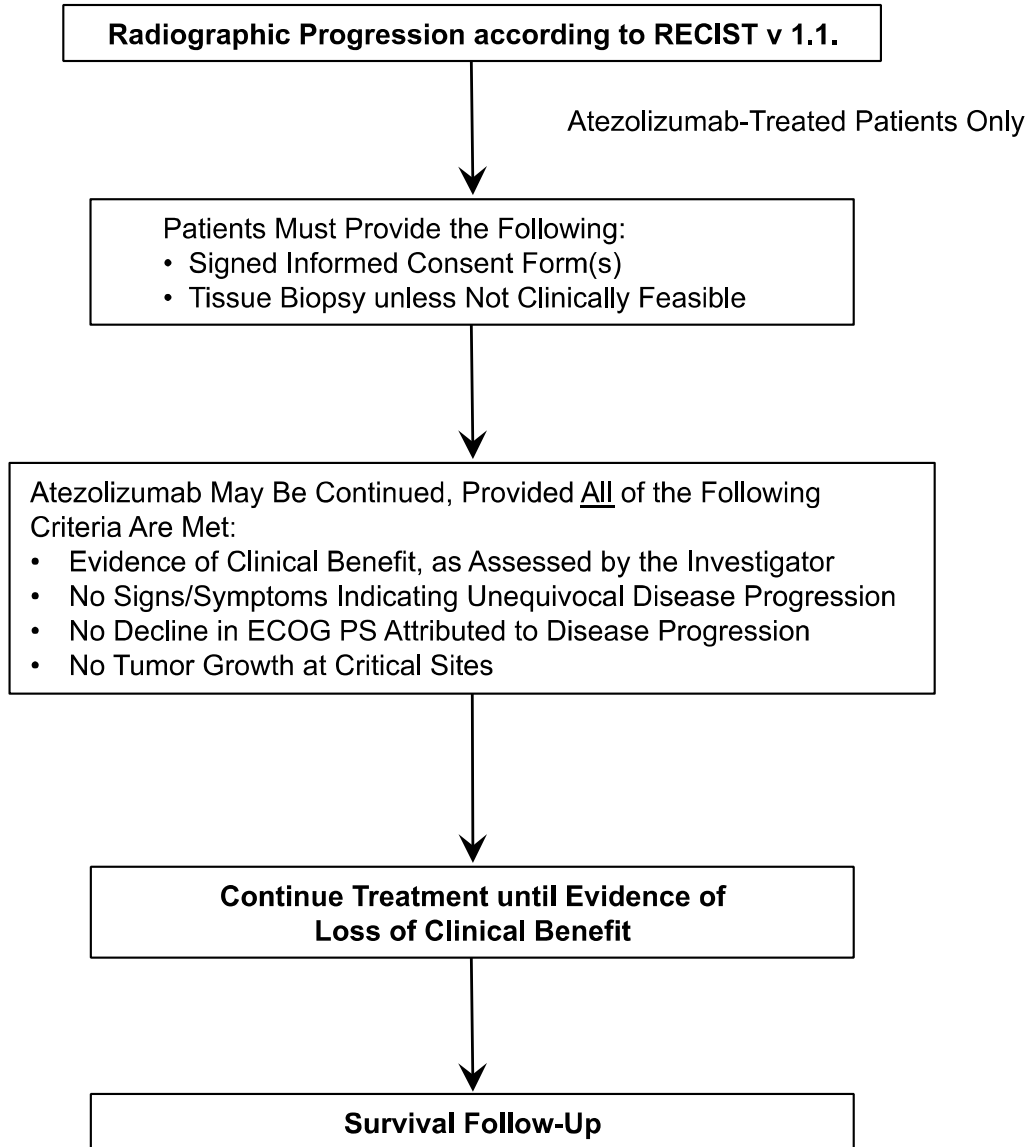 Radiographic Progression according to RECIST v 1.1.
Atezolizumab-Treated Patients Only
Patients Must Provide the Following:
• Signed Informed Consent Form(s)
• Tissue Biopsy unless Not Clinically Feasible
Atezolizumab May Be Continued, Provided All of the Following
Criteria Are Met:
• Evidence of Clinical Benefit, as Assessed by the Investigator
• No Signs/Symptoms Indicating Unequivocal Disease Progression
• No Decline in ECOG PS Attributed to Disease Progression
• No Tumor Growth at Critical Sites
Continue Treatment until Evidence of
Loss of Clinical Benefit
Survival Follow-Up